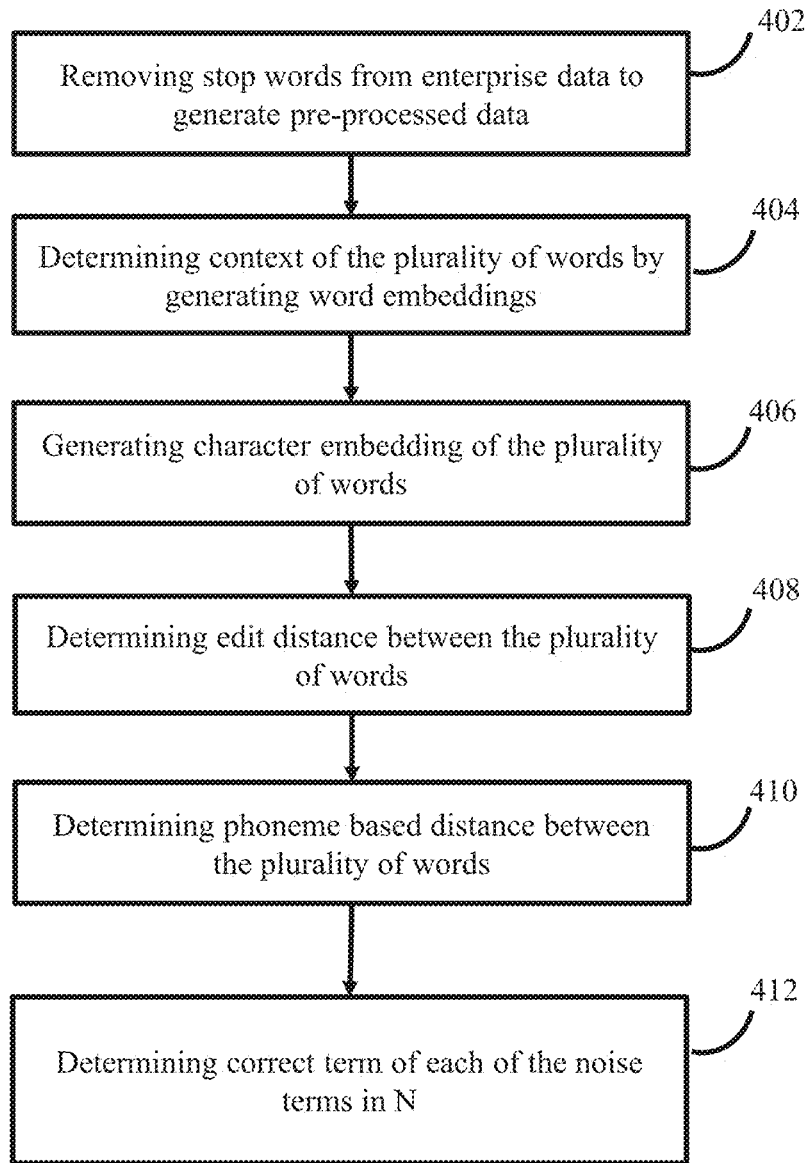 402
Removing stop words from enterprise data to
generate pre-processed data
404
Determining context of the plurality of words by
generating word embeddings
406
Generating character embedding of the plurality
of words
408
Determining edit distance between the plurality
of words
410
Determining phoneme based distance between
the plurality of words
412
Determining correct term of each of the noise
terms in N